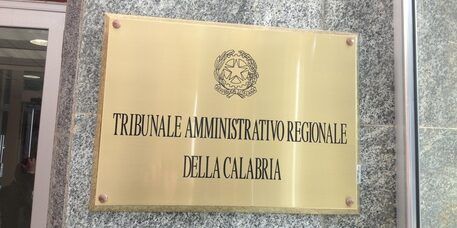 TRIBUNALE AMMINISTRATIVO REGIONALE
DELLA CALABRIA